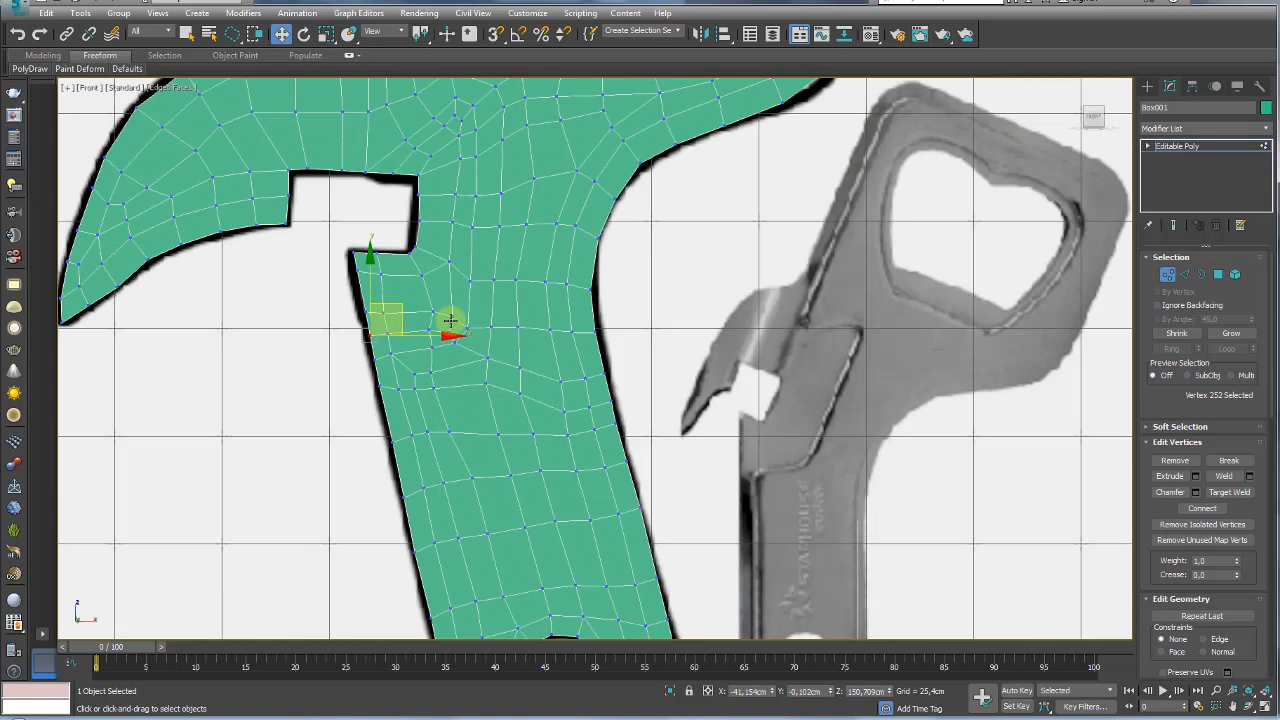 Edit Tools Group Views Create Modifiers Animation Graph Editors Rendering Civil View Customize Scripting Content Help
All View Create Selection Se
Modeling Freeform Selection Object Paint Populate
PolyDraw Paint Deform Defaults
[+] [Front] [Standard] [Edged Faces]
FRONT
Box001
Modifier List
Editable Poly
Selection
By Vertex
Ignore Backfacing
By Angle: 45,0
Shrink Grow
Ring Loop
Preview Selection
Off SubObj Multi
Vertex 252 Selected
Soft Selection
Edit Vertices
Remove Break
Extrude Weld
Chamfer Target Weld
Connect
Remove Isolated Vertices
Remove Unused Map Verts
Weight: 1,0
Crease: 0,0
Edit Geometry
Repeat Last
Constraints
None Edge
Face Normal
Preserve UVs
y
z
x
STARHOUSE
0 / 100
0 5 10 15 20 25 30 35 40 45 50 55 60 65 70 75 80 85 90 95 100
1 Object Selected
Click or click-and-drag to select objects
X: -41,154cm Y: -0,102cm Z: 150,709cm Grid = 25,4cm
Add Time Tag
Auto Key Selected
Set Key Key Filters...
0